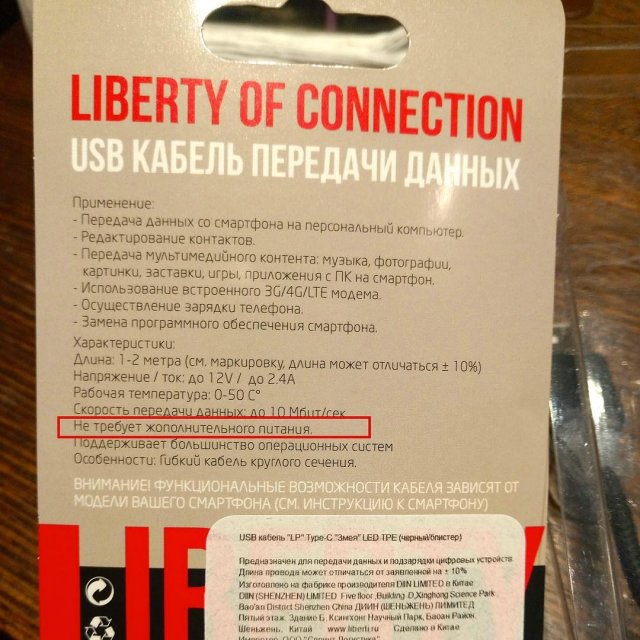 LIBERTY OF CONNECTION
USB КАБЕЛЬ ПЕРЕДАЧИ ДАННЫХ
Применение:
- Передача данных со смартфона на персональный компьютер.
- Редактирование контактов.
- Передача мультимедийного контента: музыка, фотографии,
картинки, заставки, игры, приложения с ПК на смартфон.
- Использование встроенного 3G/4G/LTE модема.
- Осуществление зарядки телефона.
- Замена программного обеспечения смартфона.
Характеристики:
Длина: 1-2 метра (см. маркировку, длина может отличаться ± 10%)
Напряжение / ток: до 12V / до 2.4A
Рабочая температура: 0-50 C°
Скорость передачи данных: до 10 Мбит/сек
Не требует жополнительного питания.
Поддерживает большинство операционных систем
Особенности: Гибкий кабель круглого сечения.
ВНИМАНИЕ! ФУНКЦИОНАЛЬНЫЕ ВОЗМОЖНОСТИ КАБЕЛЯ ЗАВИСЯТ ОТ
МОДЕЛИ ВАШЕГО СМАРТФОНА (СМ. ИНСТРУКЦИЮ К СМАРТФОНУ)
USB кабель "LP" Type-C "Змея" LED TPE (черный/блистер)
Предназначен для передачи данных и подзарядки цифровых устройств
Длина провода может отличаться от заявленной на ± 10%
Изготовлено на фабрике производителя DIIN LIMITED в Китае
DIIN (SHENZHEN) LIMITED Five floor ,Building D,Xinghong Science Park
Bao'an District Shenzhen China ДИИН (ШЕНЬЖЕНЬ) ЛИМИТЕД
Пятый этаж. Здание Б, Ксингхонг Научный Парк, Баоан Район.
Шеньжень, Китай www.liberti.ru Сделано в Китае